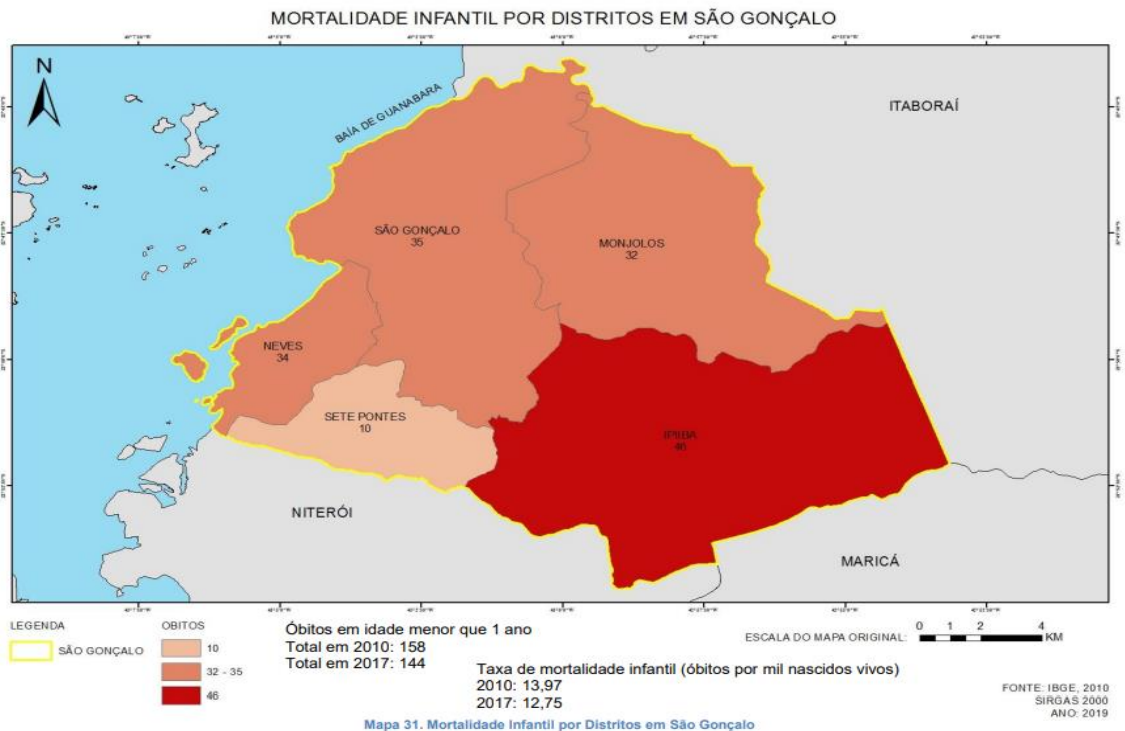 MORTALIDADE INFANTIL POR DISTRITOS EM SÃO GONÇALO
N
BAÍA DE GUANABARA
ITABORAÍ
SÃO GONÇALO
35
MONJOLOS
32
NEVES
34
SETE PONTES
10
IPIIBA
46
NITERÓI
MARICÁ
LEGENDA
SÃO GONÇALO
OBITOS
10
32 - 35
46
Óbitos em idade menor que 1 ano
Total em 2010: 158
Total em 2017: 144
Taxa de mortalidade infantil (óbitos por mil nascidos vivos)
2010: 13,97
2017: 12,75
ESCALA DO MAPA ORIGINAL:
0 1 2 4
KM
FONTE: IBGE, 2010
SIRGAS 2000
ANO: 2019
Mapa 31. Mortalidade Infantil por Distritos em São Gonçalo